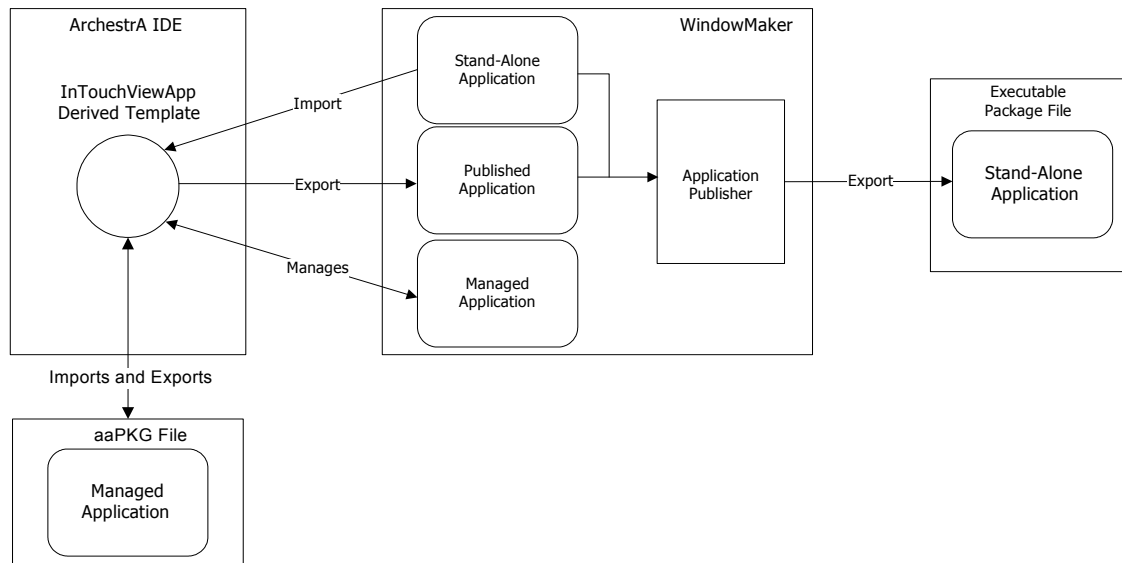 ArchestrA IDE
InTouchViewApp
Derived Template
Import
Export
Manages
Imports and Exports
aaPKG File
Managed
Application
WindowMaker
Stand-Alone
Application
Published
Application
Managed
Application
Application
Publisher
Export
Executable
Package File
Stand-Alone
Application